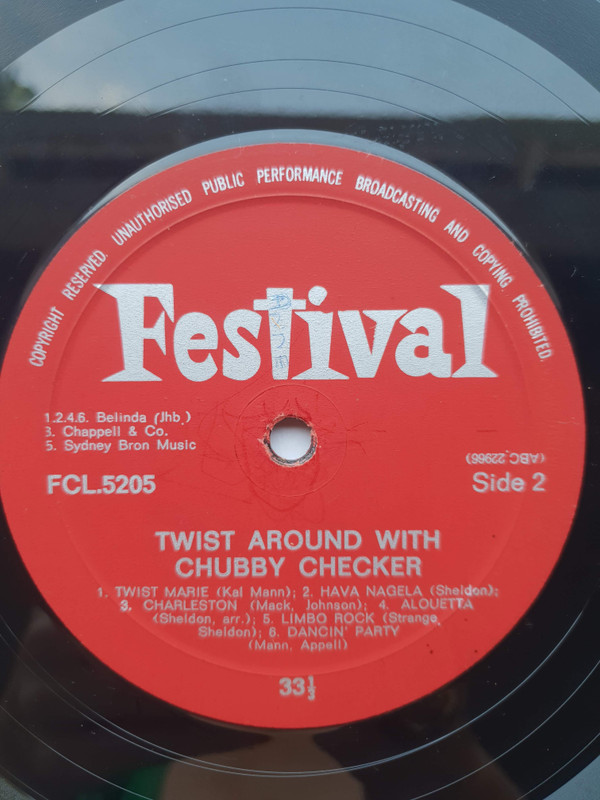 COPYRIGHT RESERVED. UNAUTHORISED PUBLIC PERFORMANCE BROADCASTING AND COPYING PROHIBITED.
Festival
1.2.4.6. Belinda (Jhb.)
3. Chappell & Co.
5. Sydney Bron Music
(ABC.22966)
FCL.5205
Side 2
TWIST AROUND WITH
CHUBBY CHECKER
1. TWIST MARIE (Kal Mann); 2. HAVA NAGELA (Sheldon);
3. CHARLESTON (Mack, Johnson); 4. ALOUETTA
(Sheldon, arr.); 5. LIMBO ROCK (Strange,
Sheldon); 6. DANCIN' PARTY
(Mann, Appell)
33⅓